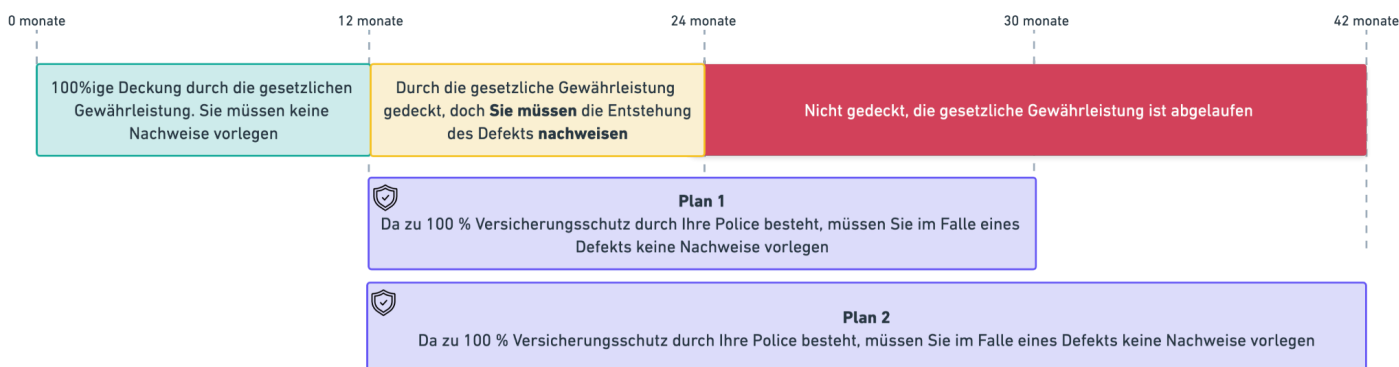 0 monate
12 monate
24 monate
30 monate
42 monate
100%ige Deckung durch die gesetzlichen
Gewährleistung. Sie müssen keine
Nachweise vorlegen
Durch die gesetzliche Gewährleistung
gedeckt, doch Sie müssen die Entstehung
des Defekts nachweisen
Nicht gedeckt, die gesetzliche Gewährleistung ist abgelaufen
Plan 1
Da zu 100 % Versicherungsschutz durch Ihre Police besteht, müssen Sie im Falle eines
Defekts keine Nachweise vorlegen
Plan 2
Da zu 100 % Versicherungsschutz durch Ihre Police besteht, müssen Sie im Falle eines Defekts keine Nachweise vorlegen